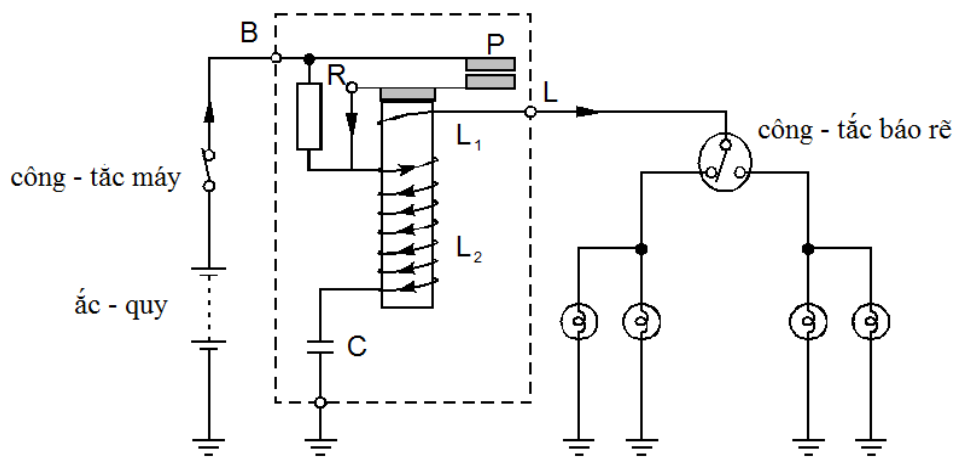 B
P
R
L
L1
công - tắc báo rẽ
công - tắc máy
L2
ắc - quy
C